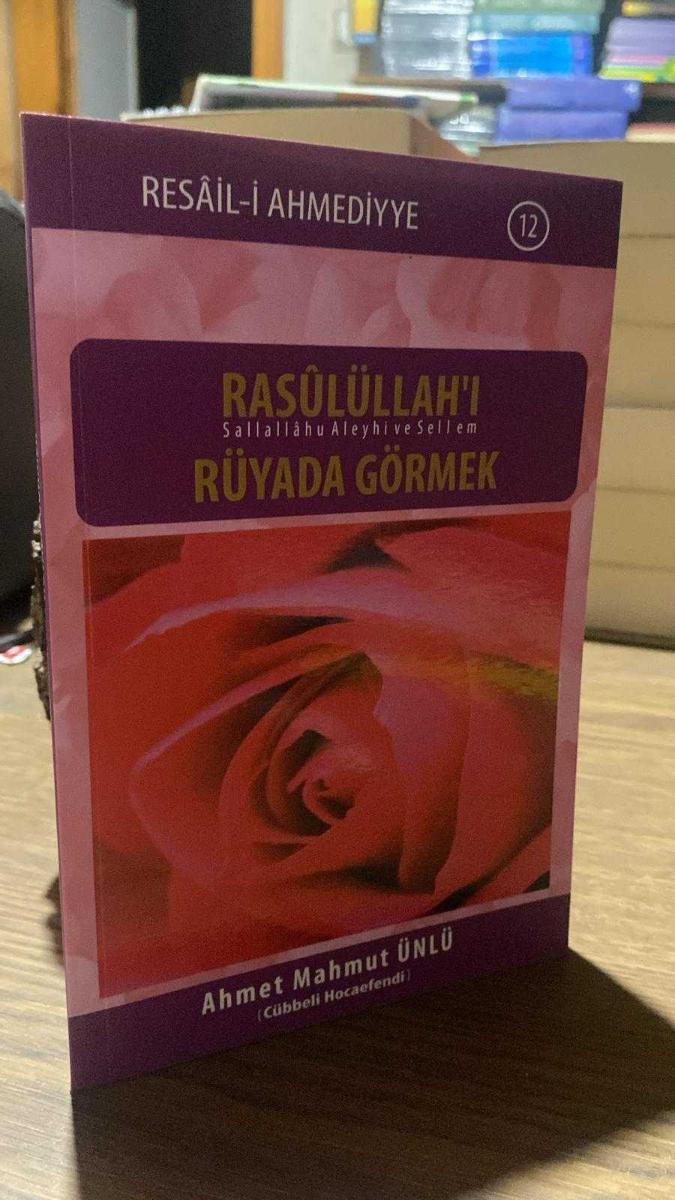 RESÂİL-İ AHMEDİYYE
12
RASÛLÜLLAH'I
Sallallâhu Aleyhi ve Sellem
RÜYADA GÖRMEK
Ahmet Mahmut ÜNLÜ
(Cübbeli Hocaefendi)